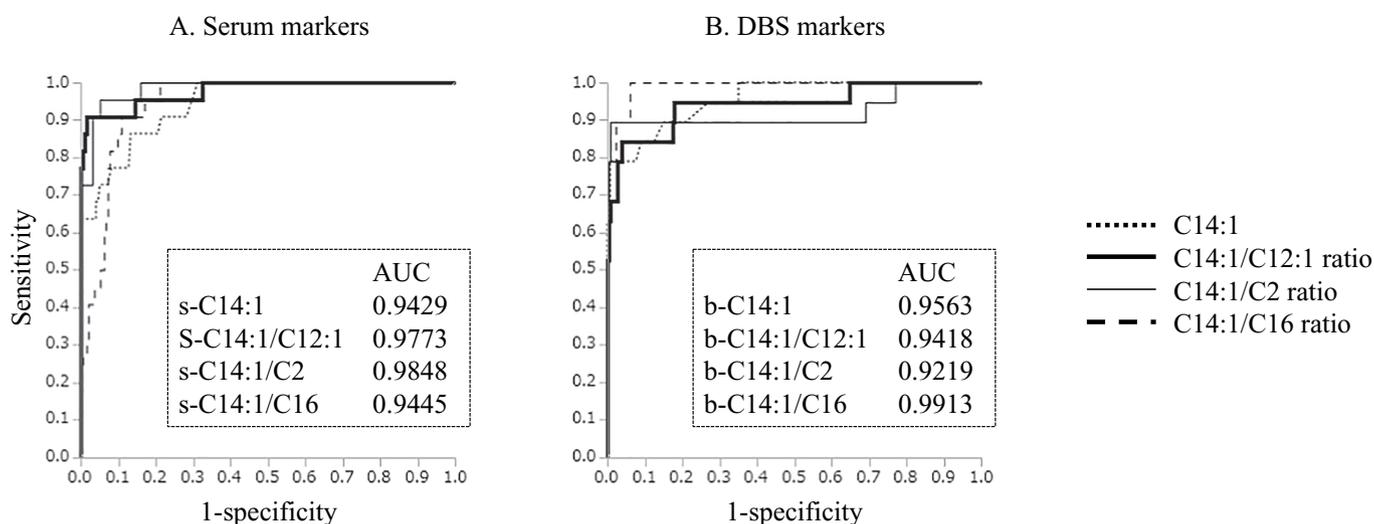 A. Serum markers
Sensitivity
1.0
0.9
0.8
0.7
0.6
0.5
0.4
0.3
0.2
0.1
0.0
0.0 0.1 0.2 0.3 0.4 0.5 0.6 0.7 0.8 0.9 1.0
1-specificity
AUC
s-C14:1 0.9429
S-C14:1/C12:1 0.9773
s-C14:1/C2 0.9848
s-C14:1/C16 0.9445
B. DBS markers
1.0
0.9
0.8
0.7
0.6
0.5
0.4
0.3
0.2
0.1
0.0
0.0 0.1 0.2 0.3 0.4 0.5 0.6 0.7 0.8 0.9 1.0
1-specificity
AUC
b-C14:1 0.9563
b-C14:1/C12:1 0.9418
b-C14:1/C2 0.9219
b-C14:1/C16 0.9913
C14:1
C14:1/C12:1 ratio
C14:1/C2 ratio
C14:1/C16 ratio